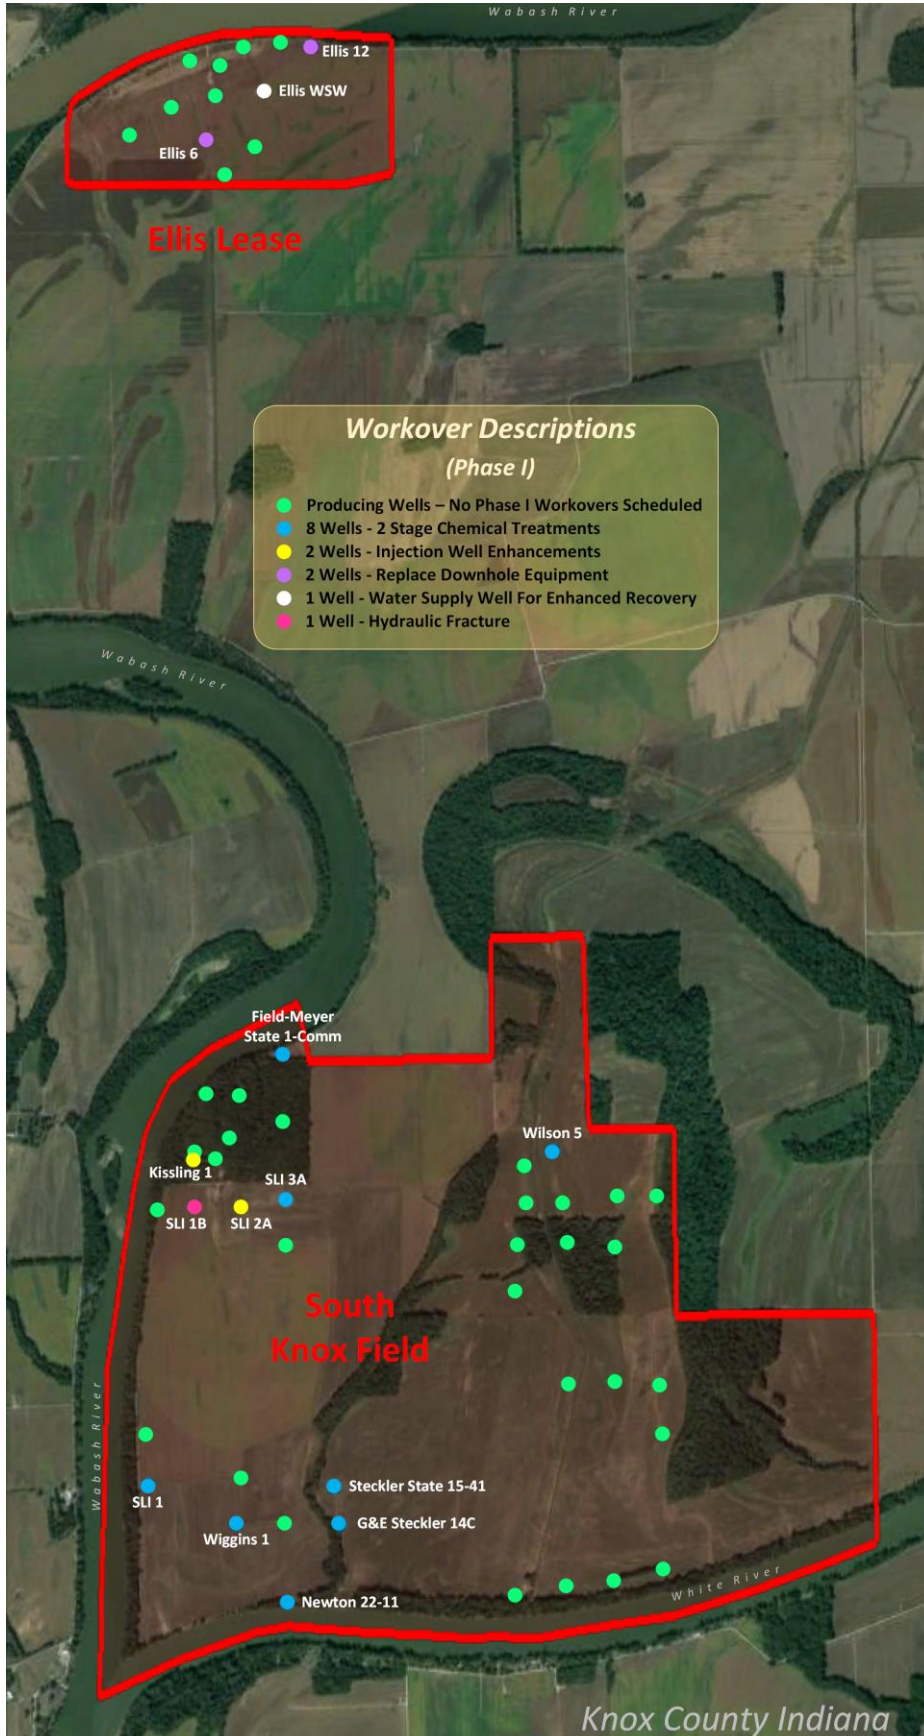 Wabash River
Ellis 12
Ellis WSW
Ellis 6
Ellis Lease
Workover Descriptions
(Phase I)
Producing Wells – No Phase I Workovers Scheduled
8 Wells - 2 Stage Chemical Treatments
2 Wells - Injection Well Enhancements
2 Wells - Replace Downhole Equipment
1 Well - Water Supply Well For Enhanced Recovery
1 Well - Hydraulic Fracture
Wabash River
Field-Meyer
State 1-Comm
Wilson 5
Kissling 1
SLI 3A
SLI 1B
SLI 2A
South
Knox Field
Wabash River
SLI 1
Steckler State 15-41
Wiggins 1
G&E Steckler 14C
White River
Newton 22-11
Knox County Indiana